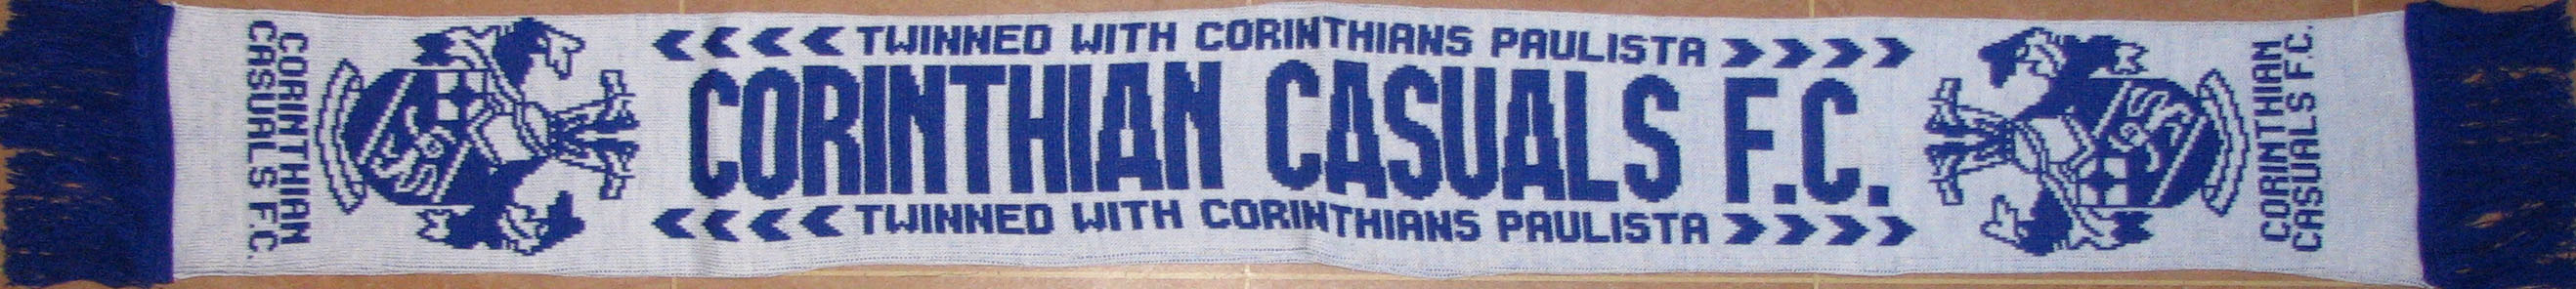 CORINTHIAN
CASUALS F.C.
<<<< TWINNED WITH CORINTHIANS PAULISTA >>>>
CORINTHIAN CASUALS F.C.
<<<< TWINNED WITH CORINTHIANS PAULISTA >>>>
CORINTHIAN
CASUALS F.C.